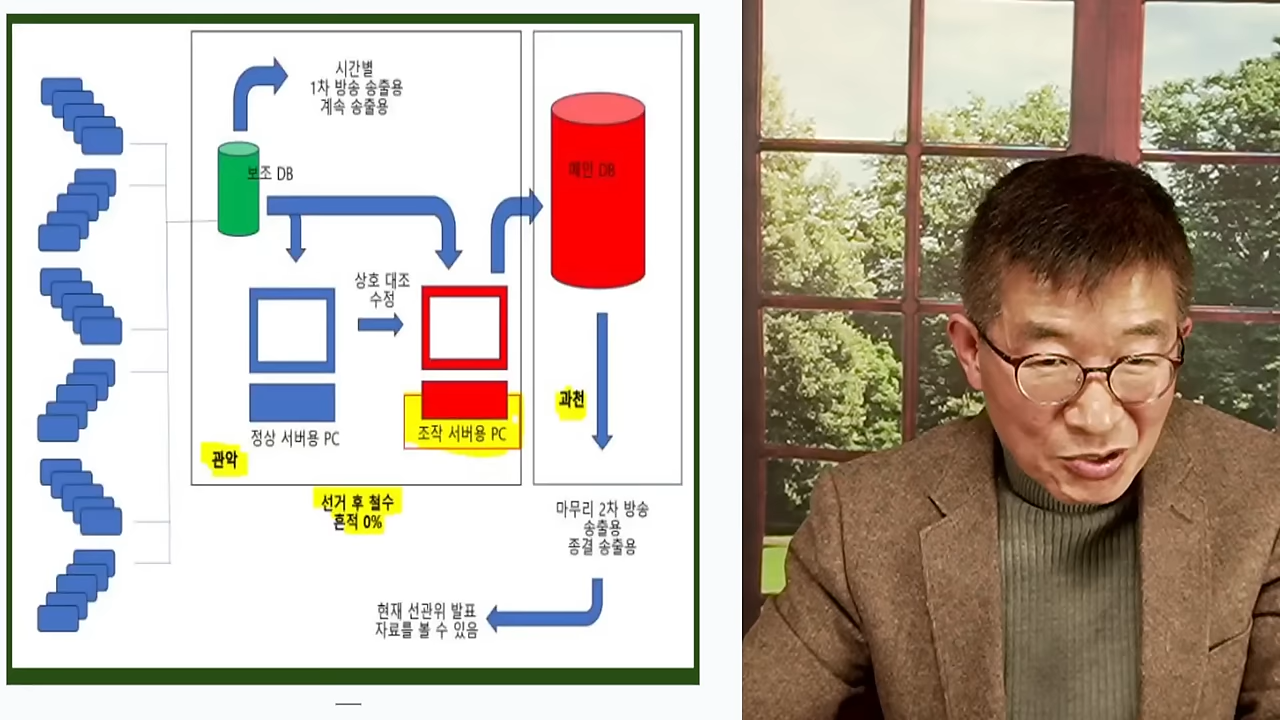 시간별
1차 방송 송출용
계속 송출용
보조 DB
메인 DB
상호 대조
수정
정상 서버용 PC
조작 서버용 PC
관악
과천
선거 후 철수
흔적 0%
마무리 2차 방송
송출용
종결 송출용
현재 선관위 발표
자료를 볼 수 있음